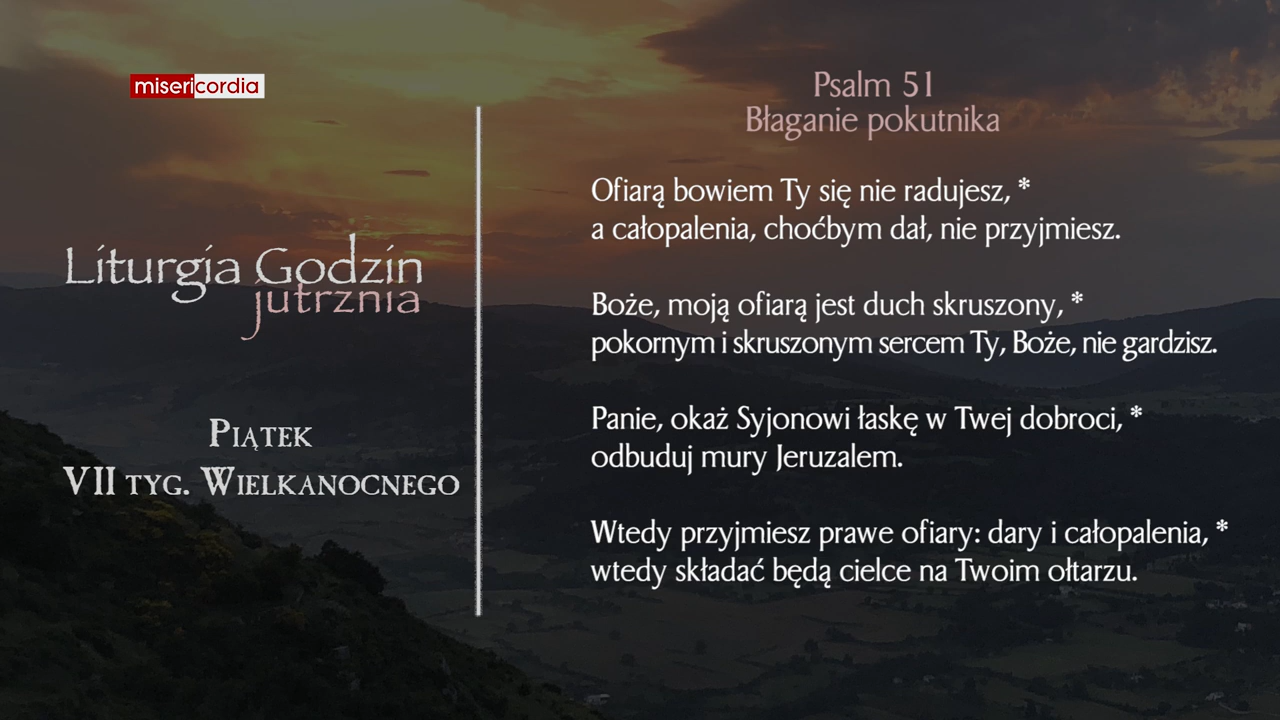 misericordia
Liturgia Godzin
jutrznia
Piątek
VII tyg. Wielkanocnego
Psalm 51
Błaganie pokutnika
Ofiarą bowiem Ty się nie radujesz, *
a całopalenia, choćbym dał, nie przyjmiesz.
Boże, moją ofiarą jest duch skruszony, *
pokornym i skruszonym sercem Ty, Boże, nie gardzisz.
Panie, okaż Syjonowi łaskę w Twej dobroci, *
odbuduj mury Jeruzalem.
Wtedy przyjmiesz prawe ofiary: dary i całopalenia, *
wtedy składać będą cielce na Twoim ołtarzu.